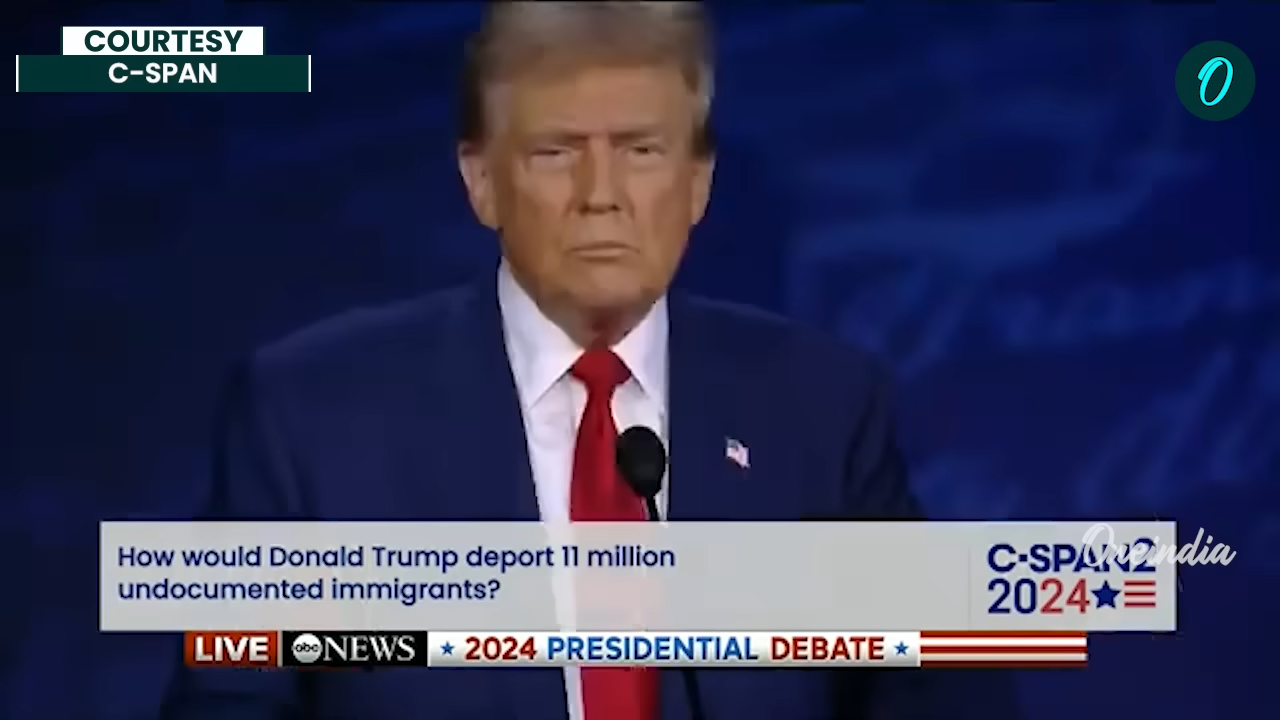 COURTESY
C-SPAN
O
How would Donald Trump deport 11 million
undocumented immigrants?
C-SPAN2
2024
Oneindia
LIVE abc NEWS 2024 PRESIDENTIAL DEBATE